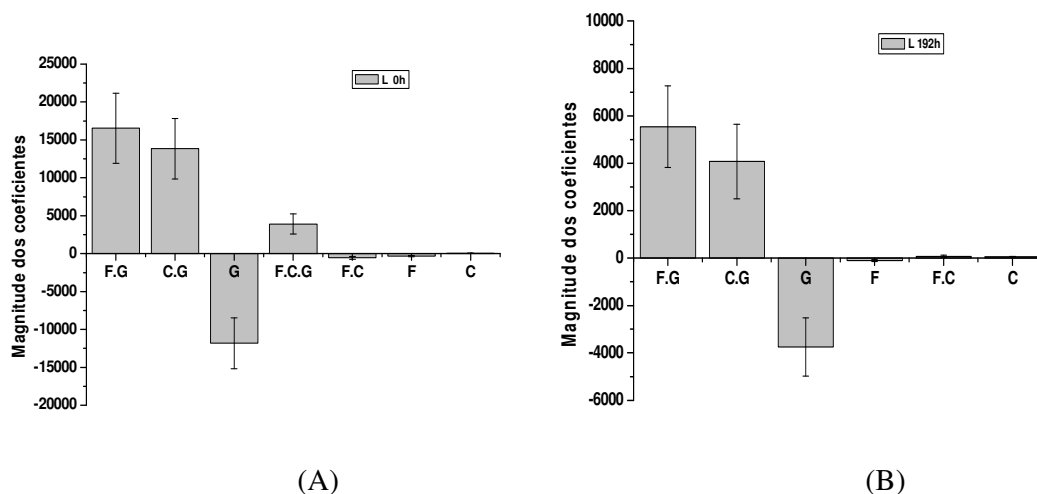 L 0h
Magnitude dos coeficientes
25000
20000
15000
10000
5000
0
-5000
-10000
-15000
-20000
F.G C.G G F.C.G F.C F C
(A)
L 192h
Magnitude dos coeficientes
10000
8000
6000
4000
2000
0
-2000
-4000
-6000
F.G C.G G F F.C C
(B)